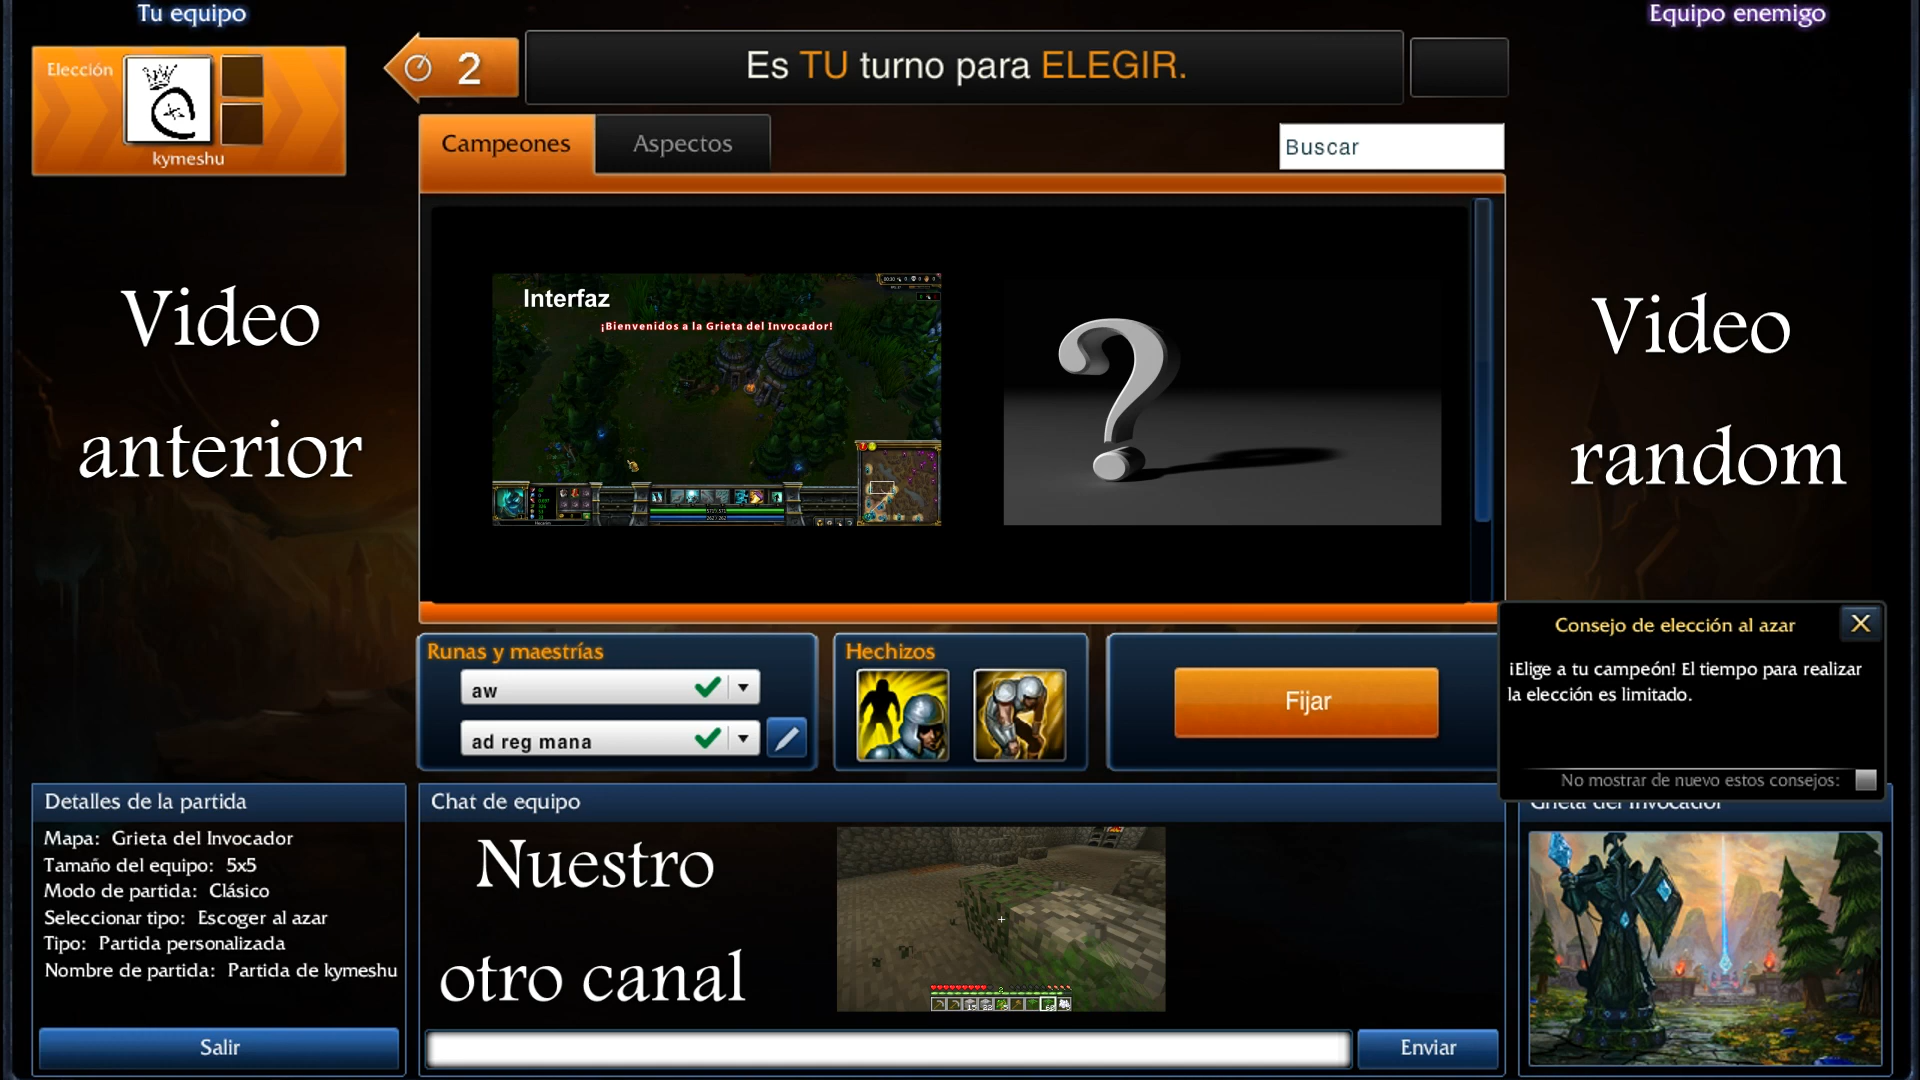 Tu equipo
Equipo enemigo
Elección
kymeshu
2
Es TU turno para ELEGIR.
Campeones
Aspectos
Buscar
Interfaz
¡Bienvenidos a la Grieta del Invocador!
Video
anterior
Video
random
Runas y maestrías
aw
ad reg mana
Hechizos
Fijar
Consejo de elección al azar
X
¡Elige a tu campeón! El tiempo para realizar
la elección es limitado.
No mostrar de nuevo estos consejos:
Detalles de la partida
Mapa: Grieta del Invocador
Tamaño del equipo: 5x5
Modo de partida: Clásico
Seleccionar tipo: Escoger al azar
Tipo: Partida personalizada
Nombre de partida: Partida de kymeshu
Salir
Chat de equipo
Nuestro
otro canal
Enviar
Grieta del Invocador